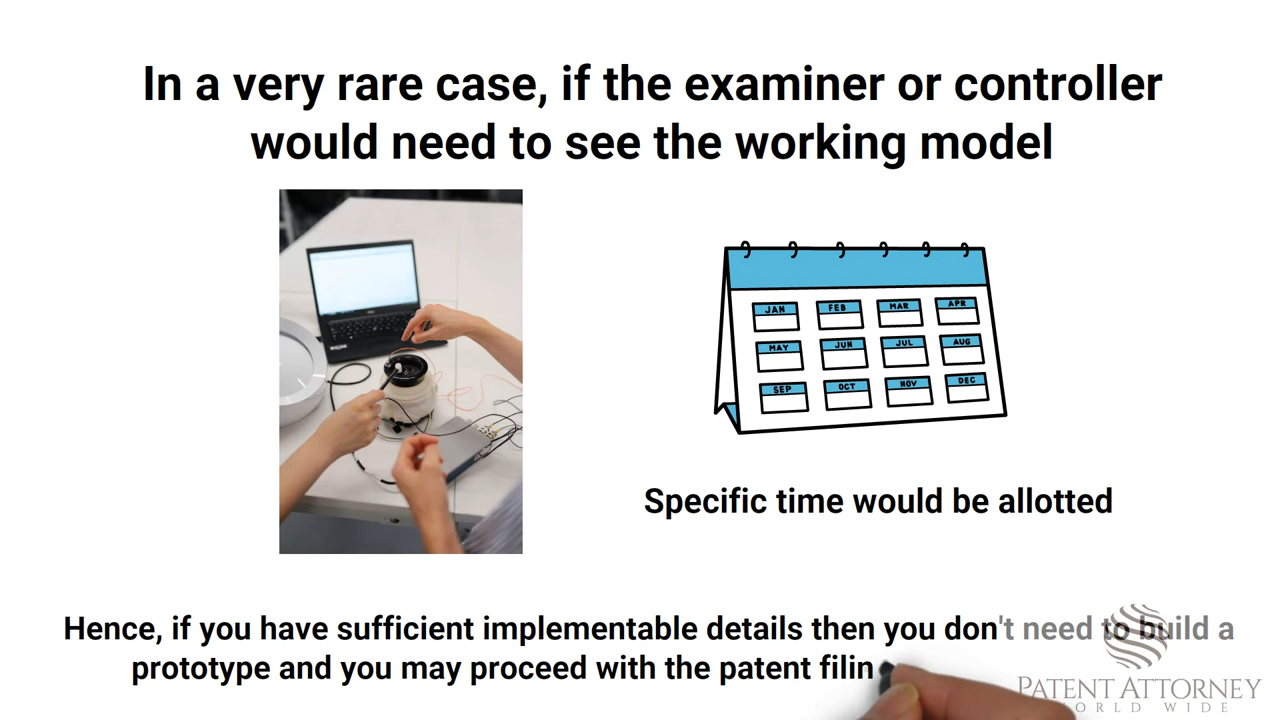 In a very rare case, if the examiner or controller
would need to see the working model
JAN FEB MAR APR
MAY JUN JUL AUG
SEP OCT NOV DEC
Specific time would be allotted
Hence, if you have sufficient implementable details then you don't need to build a
prototype and you may proceed with the patent filin
PATENT ATTORNEY
WORLD WIDE